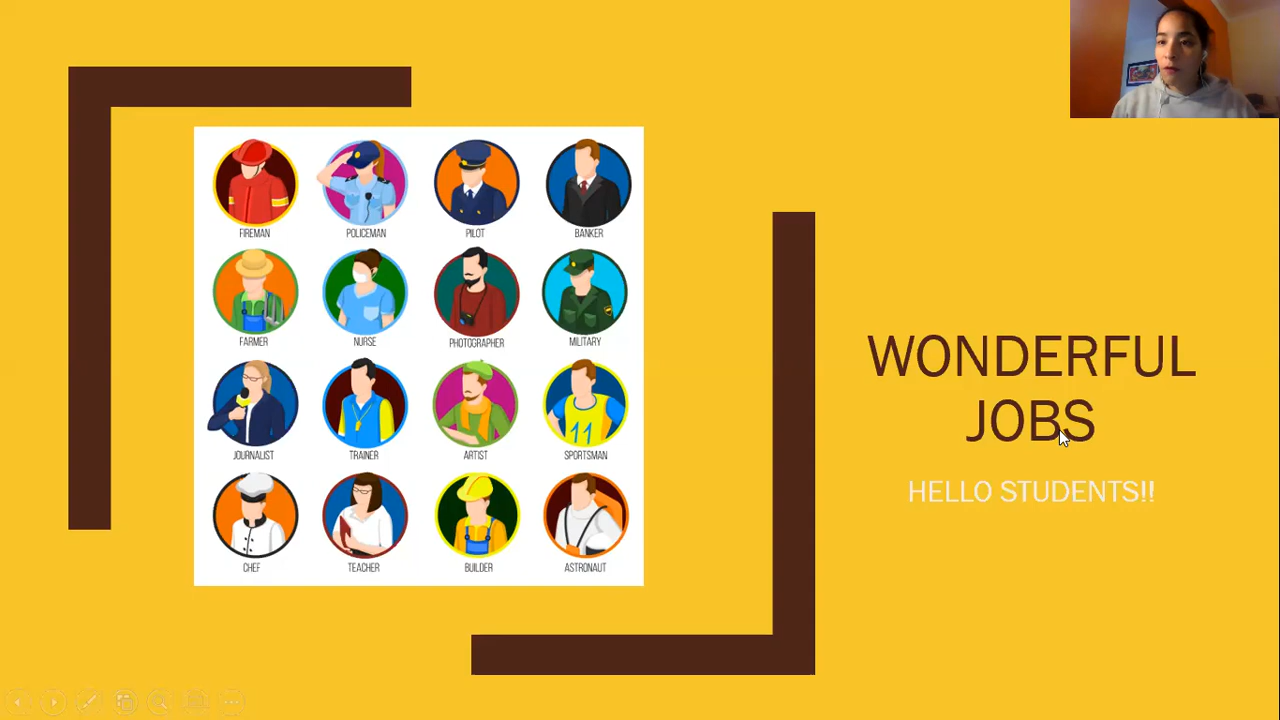 FIREMAN POLICEMAN PILOT BANKER
FARMER NURSE PHOTOGRAPHER MILITARY
JOURNALIST TRAINER ARTIST SPORTSMAN
11
CHEF TEACHER BUILDER ASTRONAUT
WONDERFUL
JOBS
HELLO STUDENTS!!